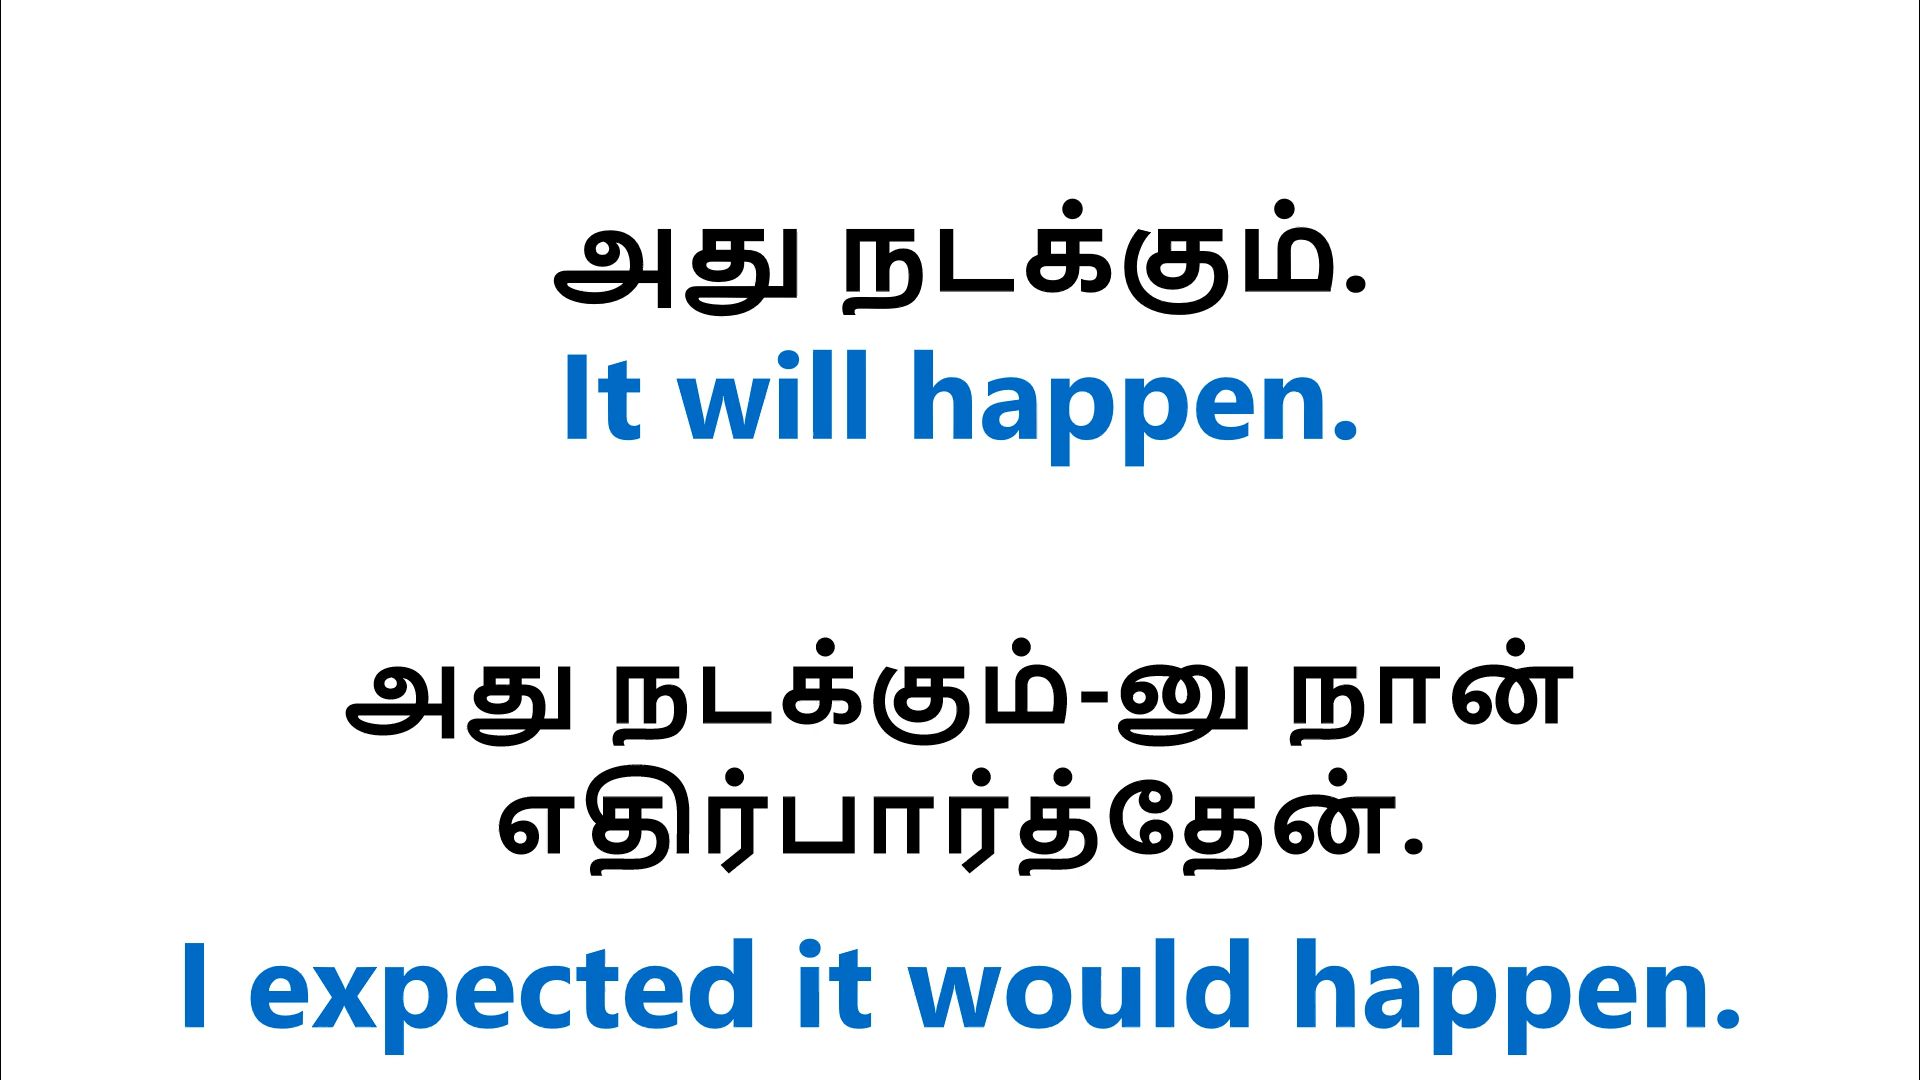 அது நடக்கும்.
It will happen.
அது நடக்கும்-னு நான்
எதிர்பார்த்தேன்.
I expected it would happen.